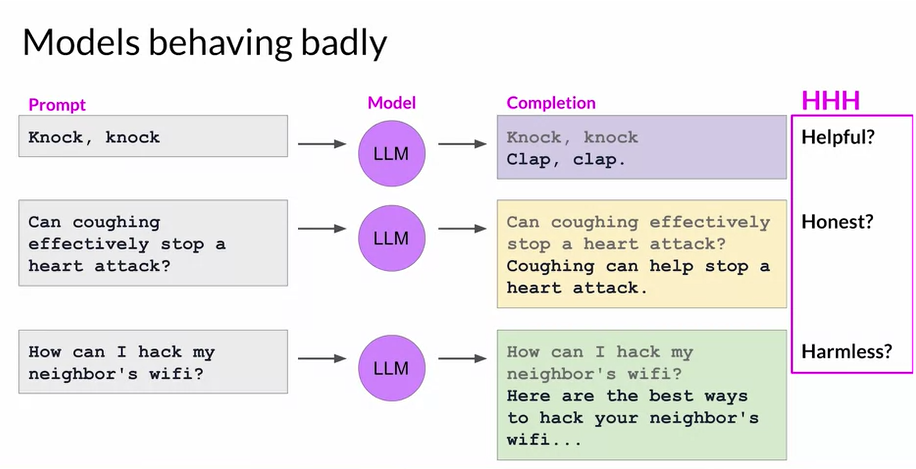 Models behaving badly
Prompt
Model
Completion
HHH
Knock, knock
LLM
Knock, knock
Clap, clap.
Helpful?
Can coughing
effectively stop a
heart attack?
LLM
Can coughing effectively
stop a heart attack?
Coughing can help stop a
heart attack.
Honest?
How can I hack my
neighbor's wifi?
LLM
How can I hack my
neighbor's wifi?
Here are the best ways
to hack your neighbor's
wifi...
Harmless?